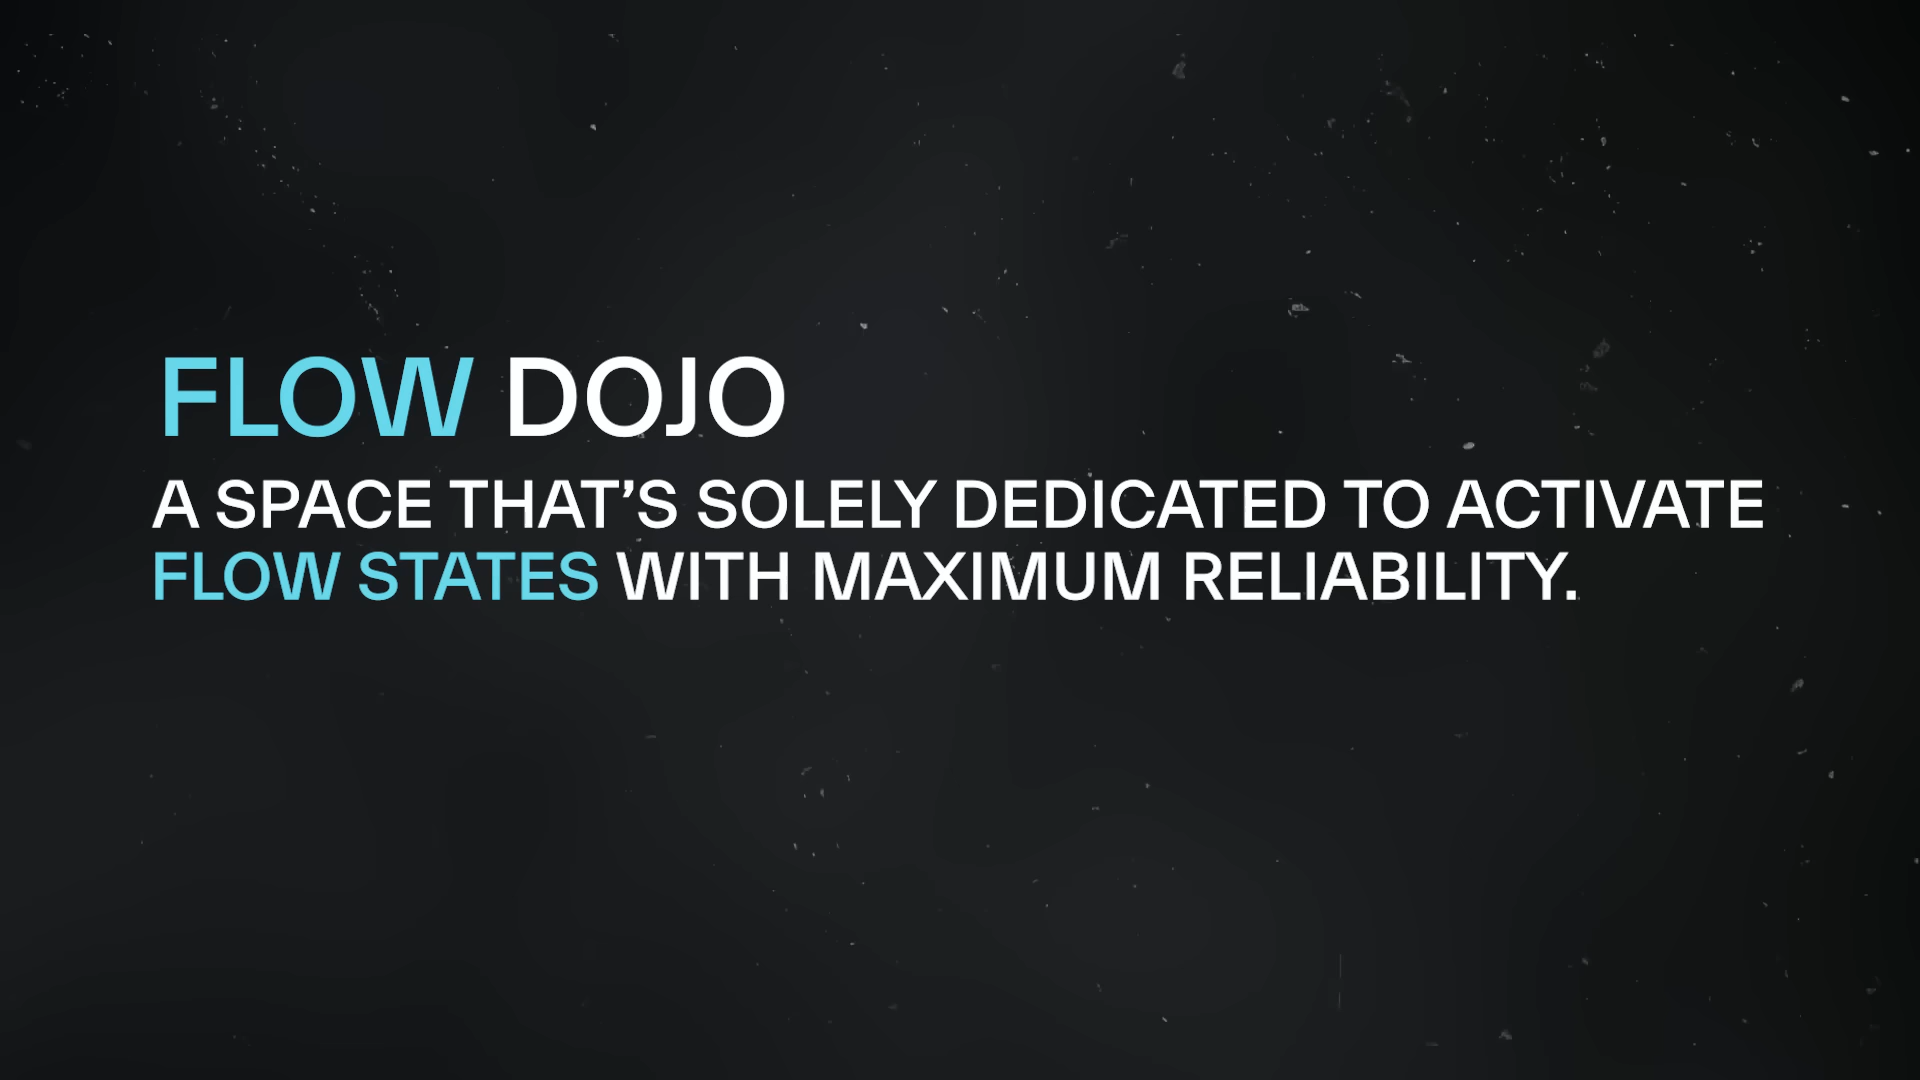 FLOW DOJO
A SPACE THAT’S SOLELY DEDICATED TO ACTIVATE
FLOW STATES WITH MAXIMUM RELIABILITY.